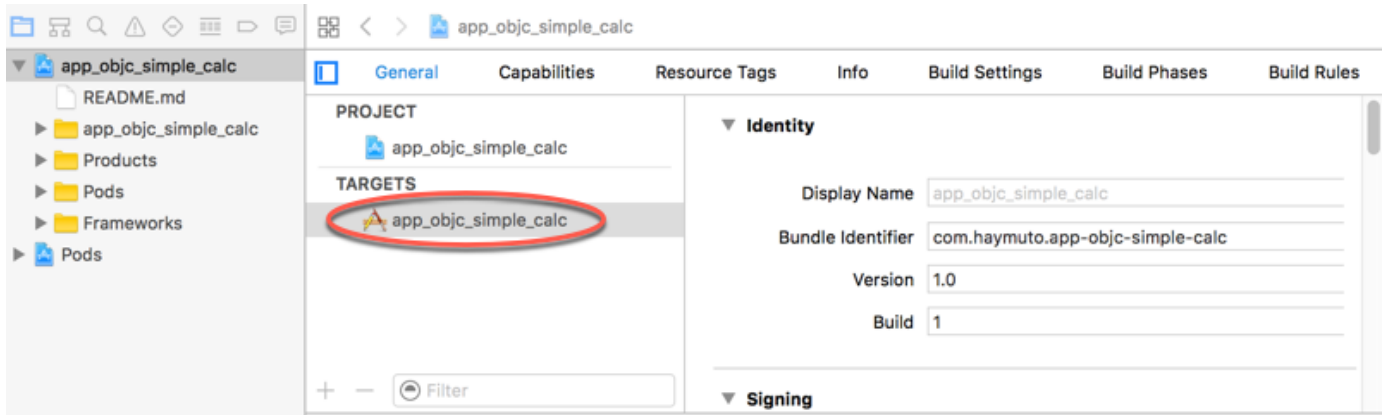 app_objc_simple_calc
app_objc_simple_calc
README.md
app_objc_simple_calc
Products
Pods
Frameworks
Pods
General Capabilities Resource Tags Info Build Settings Build Phases Build Rules
PROJECT
app_objc_simple_calc
TARGETS
app_objc_simple_calc
Filter
Identity
Display Name app_objc_simple_calc
Bundle Identifier com.haymuto.app-objc-simple-calc
Version 1.0
Build 1
Signing